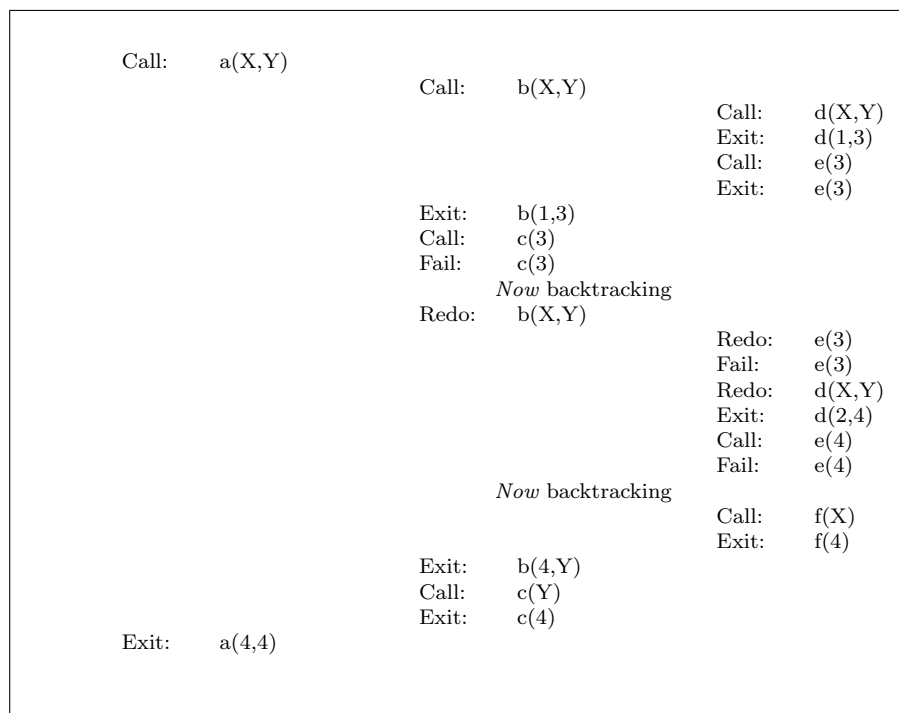 Call: a(X,Y)
Call: b(X,Y)
Call: d(X,Y)
Exit: d(1,3)
Call: e(3)
Exit: e(3)
Exit: b(1,3)
Call: c(3)
Fail: c(3)
Now backtracking
Redo: b(X,Y)
Redo: e(3)
Fail: e(3)
Redo: d(X,Y)
Exit: d(2,4)
Call: e(4)
Fail: e(4)
Now backtracking
Call: f(X)
Exit: f(4)
Exit: b(4,Y)
Call: c(Y)
Exit: c(4)
Exit: a(4,4)